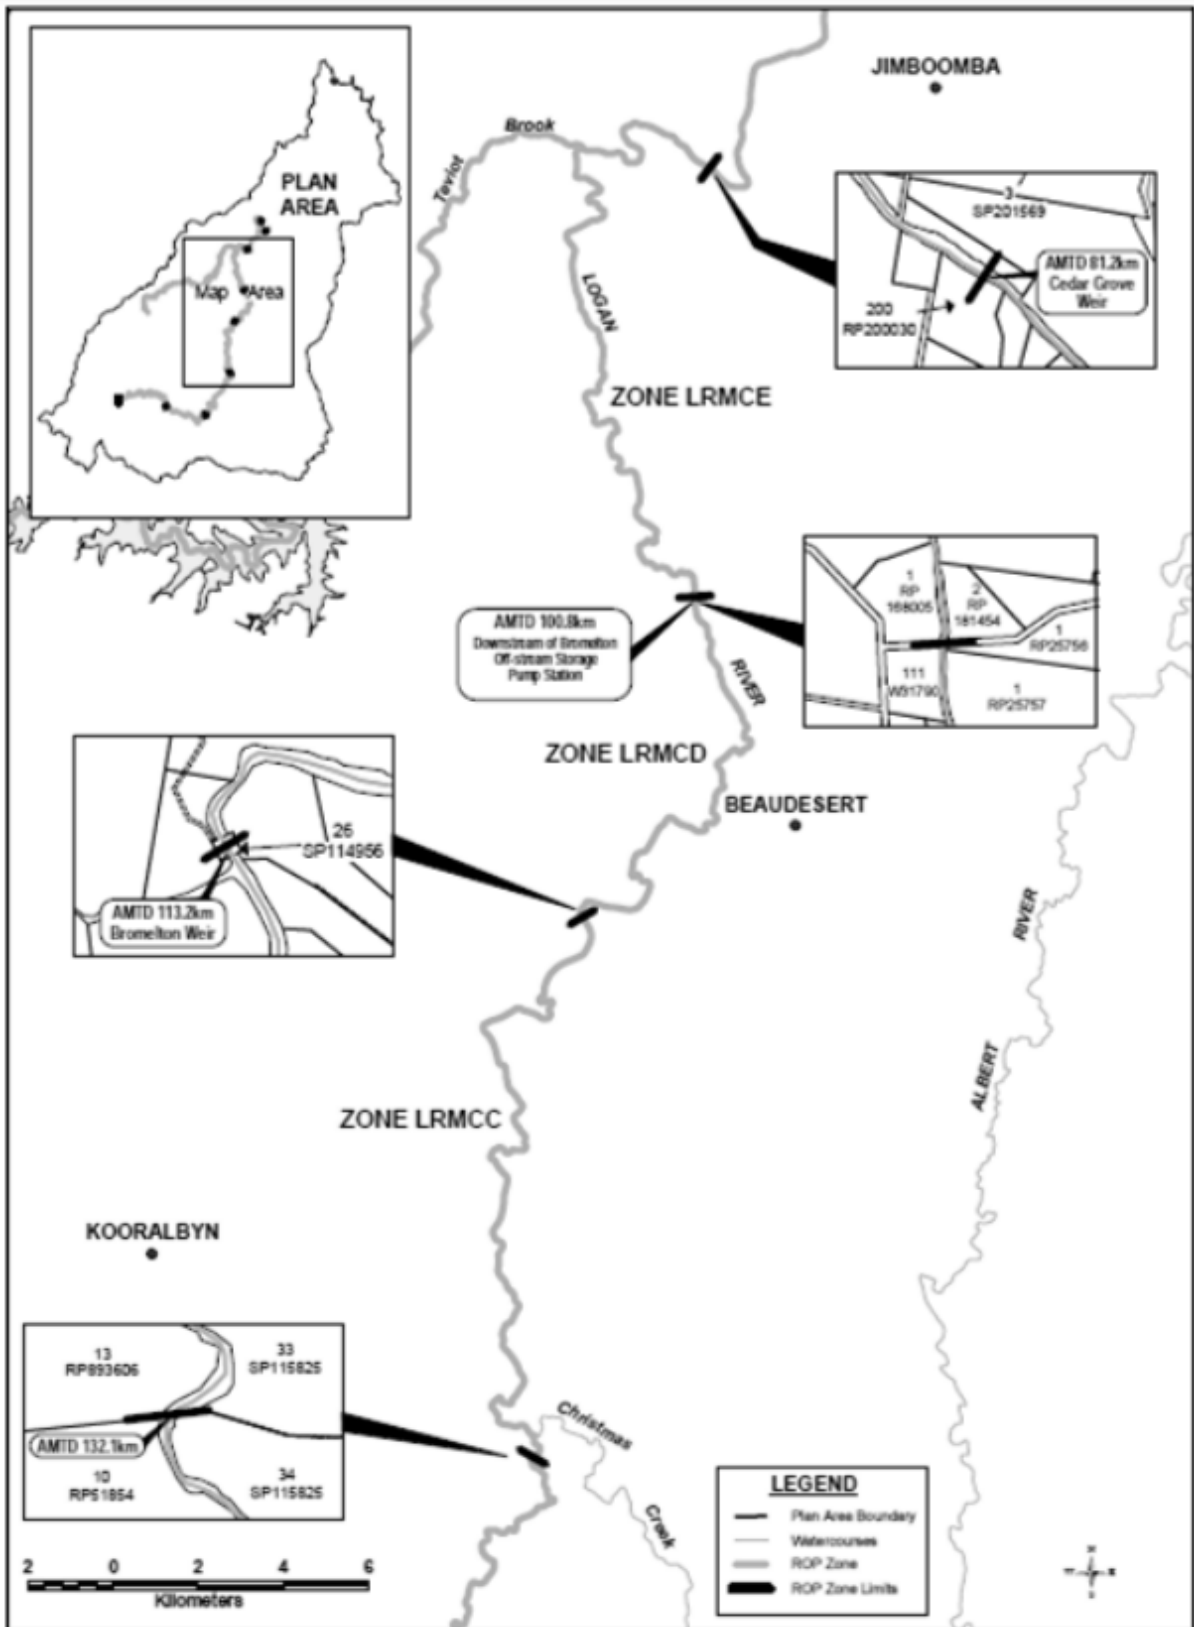 JIMBOOMBA
Brook
Teviot
PLAN
AREA
Map Area
3
SP201569
AMTD 81.2km
Cedar Grove
Weir
200
RP200030
LOGAN
ZONE LRMCE
AMTD 100.8km
Downstream of Bromelton
Off-stream Storage
Pump Station
1
RP
168005
2
RP
181454
1
RP25756
111
W31790
1
RP25757
RIVER
ZONE LRMCD
BEAUDESERT
26
SP114956
AMTD 113.2km
Bromelton Weir
RIVER
ALBERT
ZONE LRMCC
KOORALBYN
13
RP893606
33
SP115825
AMTD 132.1km
10
RP51854
34
SP115825
Christmas
Creek
LEGEND
Plan Area Boundary
Watercourses
ROP Zone
ROP Zone Limits
2 0 2 4 6
Kilometers